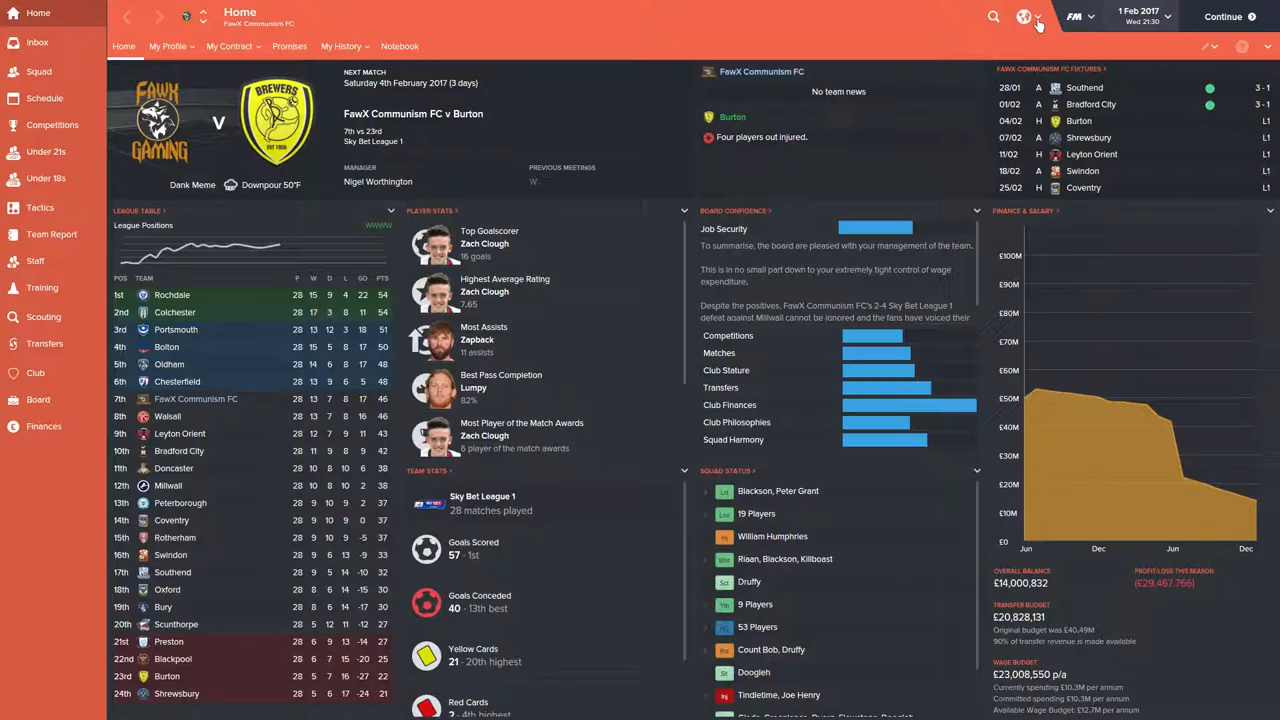 Home
Inbox
Squad
Schedule
Competitions
Under 21s
Under 18s
Tactics
Team Report
Staff
Training
Scouting
Transfers
Club
Board
Finances
Home
FawX Communism FC
FM
1 Feb 2017
Wed 21:30
Continue
Home My Profile My Contract Promises My History Notebook
FAWX GAMING
V
BREWERS
NEXT MATCH
Saturday 4th February 2017 (3 days)
FawX Communism FC v Burton
7th vs 23rd
Sky Bet League 1
MANAGER
Nigel Worthington
PREVIOUS MEETINGS
W
Dank Meme Downpour 50°F
FawX Communism FC
No team news
Burton
Four players out injured.
FAWX COMMUNISM FC FIXTURES >
28/01 A Southend 3 - 1
01/02 A Bradford City 3 - 1
04/02 H Burton L1
07/02 A Shrewsbury L1
11/02 H Leyton Orient L1
18/02 A Swindon L1
25/02 H Coventry L1
LEAGUE TABLE >
League Positions WWWW
POS TEAM P W D L GD PTS
1st Rochdale 28 15 9 4 22 54
2nd Colchester 28 17 3 8 11 54
3rd Portsmouth 28 13 12 3 18 51
4th Bolton 28 15 5 8 17 50
5th Oldham 28 14 6 8 17 48
6th Chesterfield 28 13 9 6 5 48
7th FawX Communism FC 28 13 7 8 17 46
8th Walsall 28 13 7 8 16 46
9th Leyton Orient 28 12 7 9 11 43
10th Bradford City 28 11 9 8 9 42
11th Doncaster 28 10 8 10 6 38
12th Millwall 28 10 8 10 2 38
13th Peterborough 28 9 10 9 2 37
14th Coventry 28 9 10 9 0 37
15th Rotherham 28 9 10 9 -5 37
16th Swindon 28 9 6 13 -9 33
17th Southend 28 9 5 14 -10 32
18th Oxford 28 8 6 14 -15 30
19th Bury 28 8 6 14 -17 30
20th Scunthorpe 28 7 7 14 -12 28
21st Preston 28 6 9 13 -14 27
22nd Blackpool 28 6 7 15 -20 25
23rd Burton 28 5 7 16 -27 22
24th Shrewsbury 28 5 6 17 -24 21
PLAYER STATS >
Top Goalscorer
Zach Clough
16 goals
Highest Average Rating
Zach Clough
7.65
Most Assists
Zapback
11 assists
Best Pass Completion
Lumpy
82%
Most Player of the Match Awards
Zach Clough
6 player of the match awards
TEAM STATS
Sky Bet League 1
28 matches played
Goals Scored
57 - 1st
Goals Conceded
40 - 13th best
Yellow Cards
21 - 20th highest
Red Cards
2 - 4th highest
BOARD CONFIDENCE >
Job Security
To summarise, the board are pleased with your management of the team.
This is in no small part down to your extremely tight control of wage
expenditure.
Despite the positives, FawX Communism FC's 2-4 Sky Bet League 1
defeat against Millwall cannot be ignored and the fans have voiced their
Competitions
Matches
Club Stature
Transfers
Club Finances
Club Philosophies
Squad Harmony
SQUAD STATUS >
Lst Blackson, Peter Grant
19 Players
Inj William Humphries
Wnt Riaan, Blackson, Killboast
Sct Druffy
Yth 9 Players
53 Players
Count Bob, Druffy
Slt Doogleh
Inj Tindletime, Joe Henry
FINANCE & SALARY >
£100M
£90M
£80M
£70M
£60M
£50M
£40M
£30M
£20M
£10M
£0
Jun Dec Jun Dec
OVERALL BALANCE
£14,000,832
PROFIT/LOSS THIS SEASON
(£29,467,766)
TRANSFER BUDGET
£20,828,131
Original budget was £40.49M
90% of transfer revenue is made available
WAGE BUDGET
£23,008,550 p/a
Currently spending £10.3M per annum
Committed spending £10.3M per annum
Available Wage Budget: £12.7M per annum